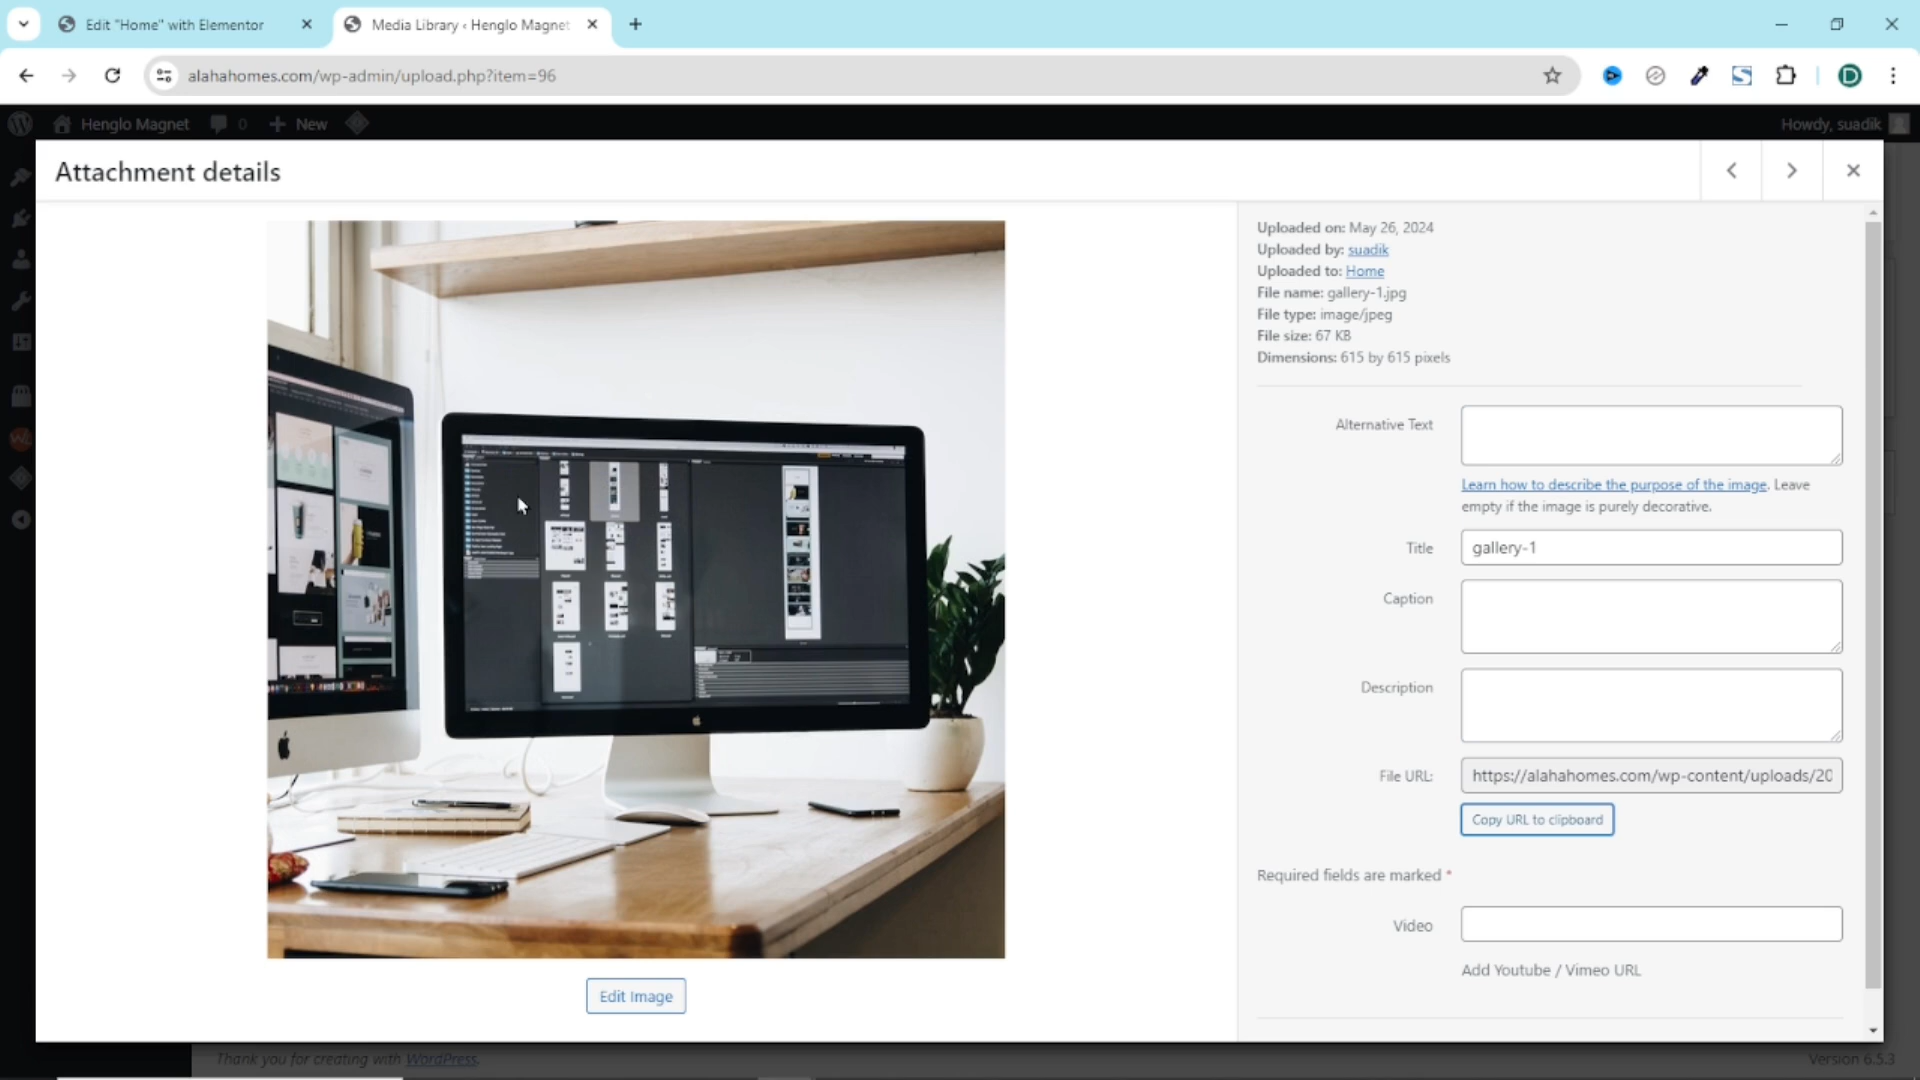 Edit "Home" with Elementor
Media Library ‹ Henglo Magnet
alahahomes.com/wp-admin/upload.php?item=96
D
Henglo Magnet
0
New
Howdy, suadik
Attachment details
Uploaded on: May 26, 2024
Uploaded by: suadik
Uploaded to: Home
File name: gallery-1.jpg
File type: image/jpeg
File size: 67 KB
Dimensions: 615 by 615 pixels
Alternative Text
Learn how to describe the purpose of the image. Leave
empty if the image is purely decorative.
Title
gallery-1
Caption
Description
File URL:
https://alahahomes.com/wp-content/uploads/20
Copy URL to clipboard
Required fields are marked *
Video
Add Youtube / Vimeo URL
Edit Image
Thank you for creating with WordPress.
Version 6.5.3